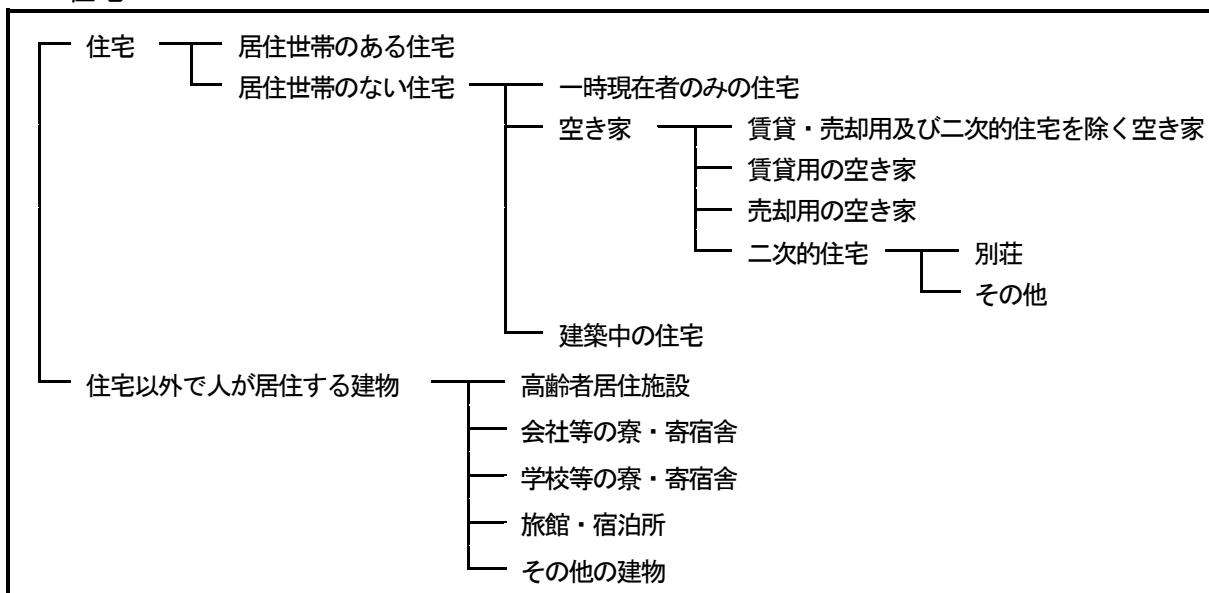 住宅
居住世帯のある住宅
居住世帯のない住宅
一時現在者のみの住宅
空き家
賃貸・売却用及び二次的住宅を除く空き家
賃貸用の空き家
売却用の空き家
二次的住宅
別荘
その他
建築中の住宅
住宅以外で人が居住する建物
高齢者居住施設
会社等の寮・寄宿舎
学校等の寮・寄宿舎
旅館・宿泊所
その他の建物